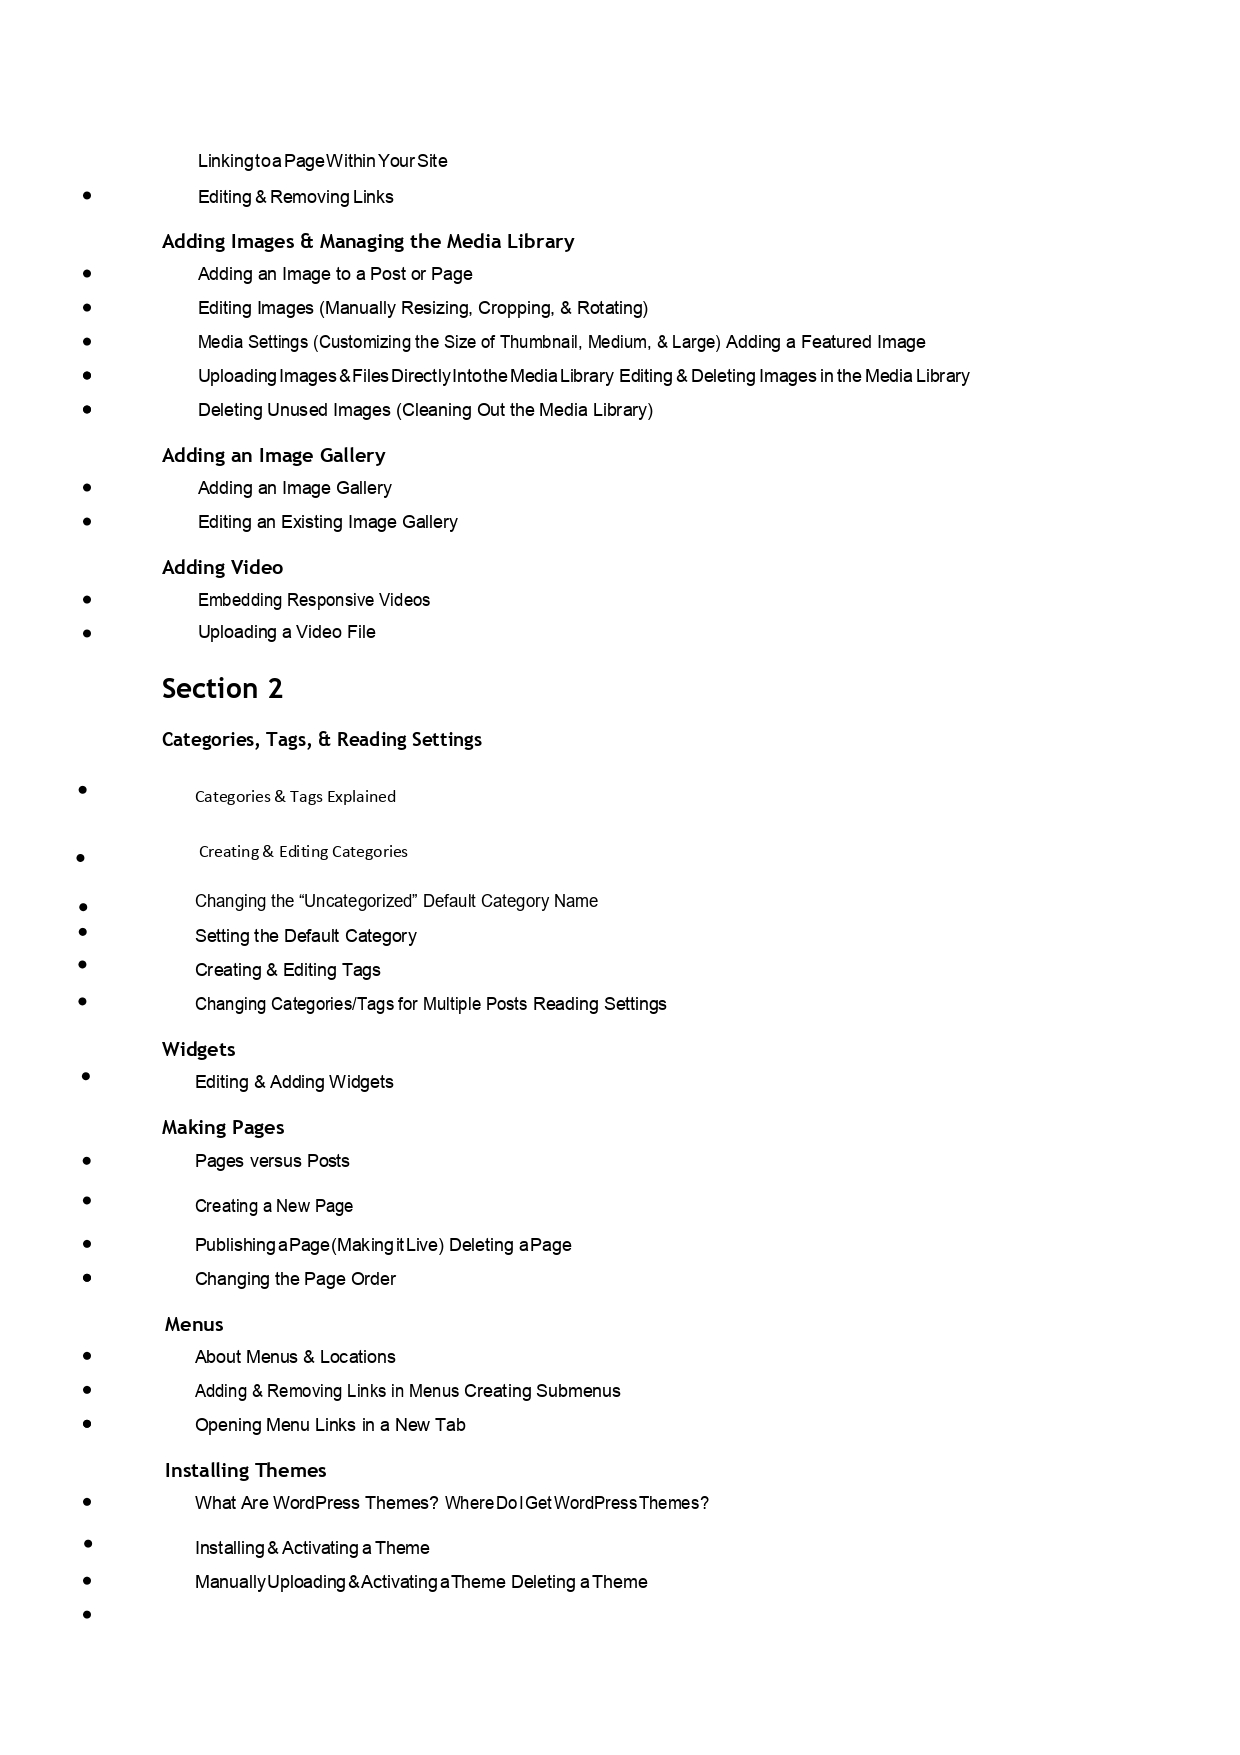 Linking to a Page Within Your Site
• Editing & Removing Links
Adding Images & Managing the Media Library
• Adding an Image to a Post or Page
• Editing Images (Manually Resizing, Cropping, & Rotating)
• Media Settings (Customizing the Size of Thumbnail, Medium, & Large) Adding a Featured Image
• Uploading Images & Files Directly Into the Media Library Editing & Deleting Images in the Media Library
• Deleting Unused Images (Cleaning Out the Media Library)
Adding an Image Gallery
• Adding an Image Gallery
• Editing an Existing Image Gallery
Adding Video
• Embedding Responsive Videos
• Uploading a Video File
Section 2
Categories, Tags, & Reading Settings
• Categories & Tags Explained
• Creating & Editing Categories
• Changing the “Uncategorized” Default Category Name
• Setting the Default Category
• Creating & Editing Tags
• Changing Categories/Tags for Multiple Posts Reading Settings
Widgets
• Editing & Adding Widgets
Making Pages
• Pages versus Posts
• Creating a New Page
• Publishing a Page (Making it Live) Deleting a Page
• Changing the Page Order
Menus
• About Menus & Locations
• Adding & Removing Links in Menus Creating Submenus
• Opening Menu Links in a New Tab
Installing Themes
• What Are WordPress Themes? Where Do I Get WordPress Themes?
• Installing & Activating a Theme
• Manually Uploading & Activating a Theme Deleting a Theme
•